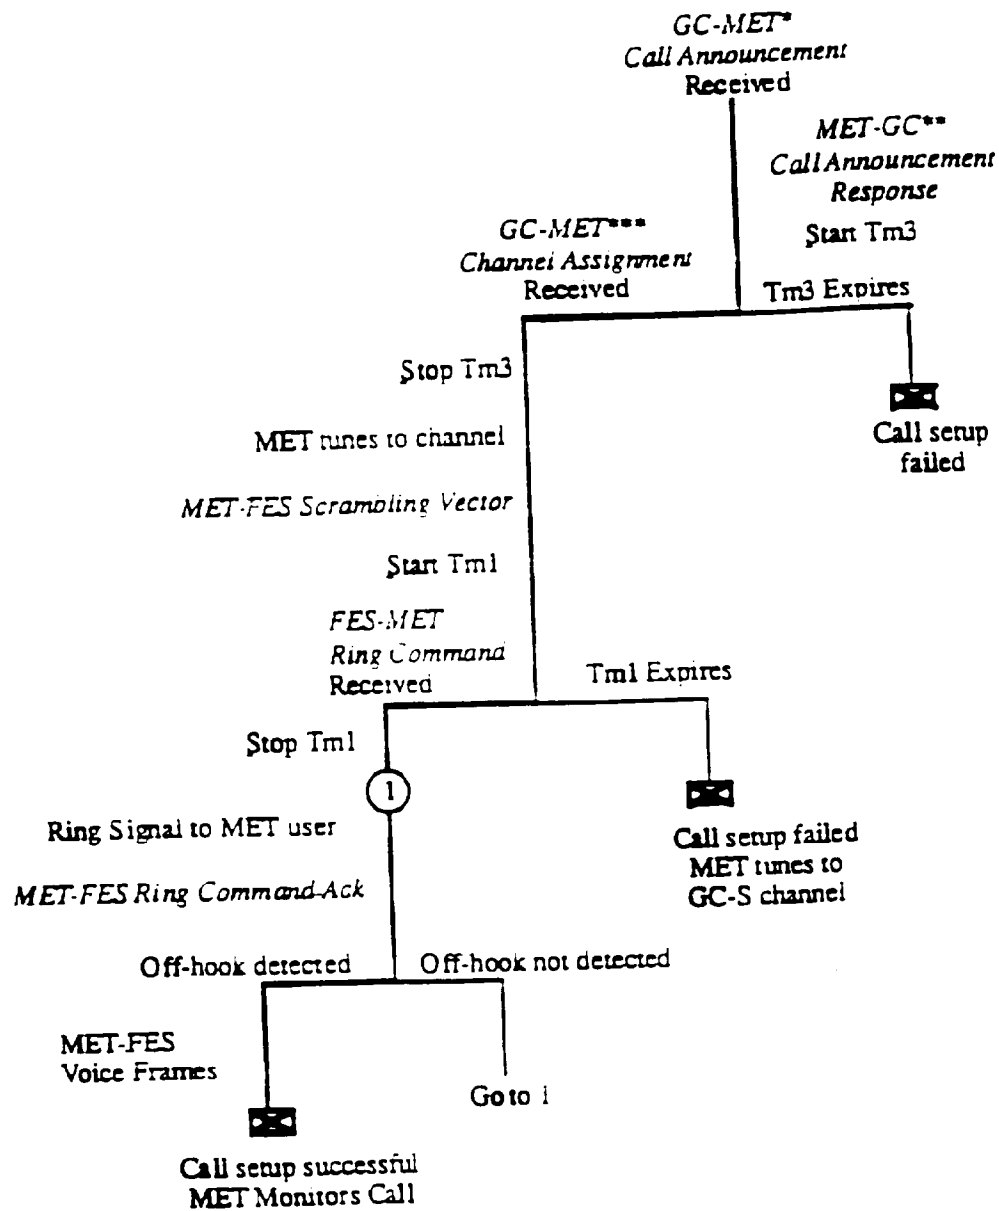 GC-MET*
Call Announcement
Received
MET-GC**
Call Announcement
Response
Start Tm3
GC-MET***
Channel Assignment
Received
Tm3 Expires
Stop Tm3
MET tunes to channel
MET-FES Scrambling Vector
Start Tm1
Call setup
failed
FES-MET
Ring Command
Received
Tm1 Expires
Stop Tm1
1
Ring Signal to MET user
MET-FES Ring Command-Ack
Call setup failed
MET tunes to
GC-S channel
Off-hook detected
Off-hook not detected
MET-FES
Voice Frames
Go to 1
Call setup successful
MET Monitors Call